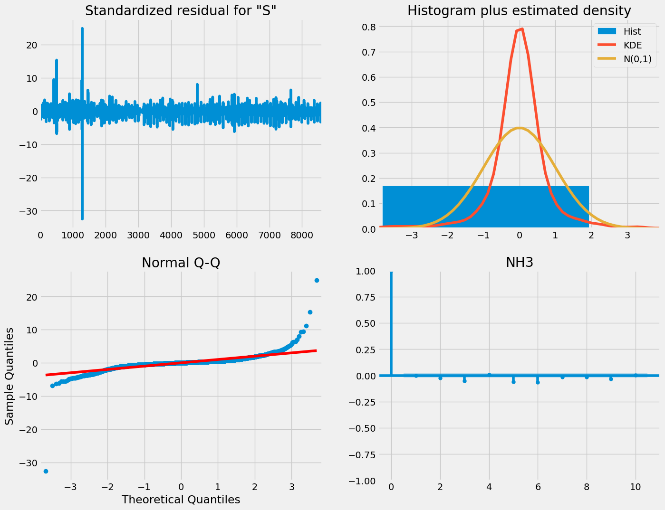 Standardized residual for "S"
20
10
0
−10
−20
−30
0 1000 2000 3000 4000 5000 6000 7000 8000
Histogram plus estimated density
0.8
0.7
0.6
0.5
0.4
0.3
0.2
0.1
0.0
−3 −2 −1 0 1 2 3
Hist
KDE
N(0,1)
Normal Q-Q
Sample Quantiles
20
10
0
−10
−20
−30
−3 −2 −1 0 1 2 3
Theoretical Quantiles
NH3
1.00
0.75
0.50
0.25
0.00
−0.25
−0.50
−0.75
−1.00
0 2 4 6 8 10